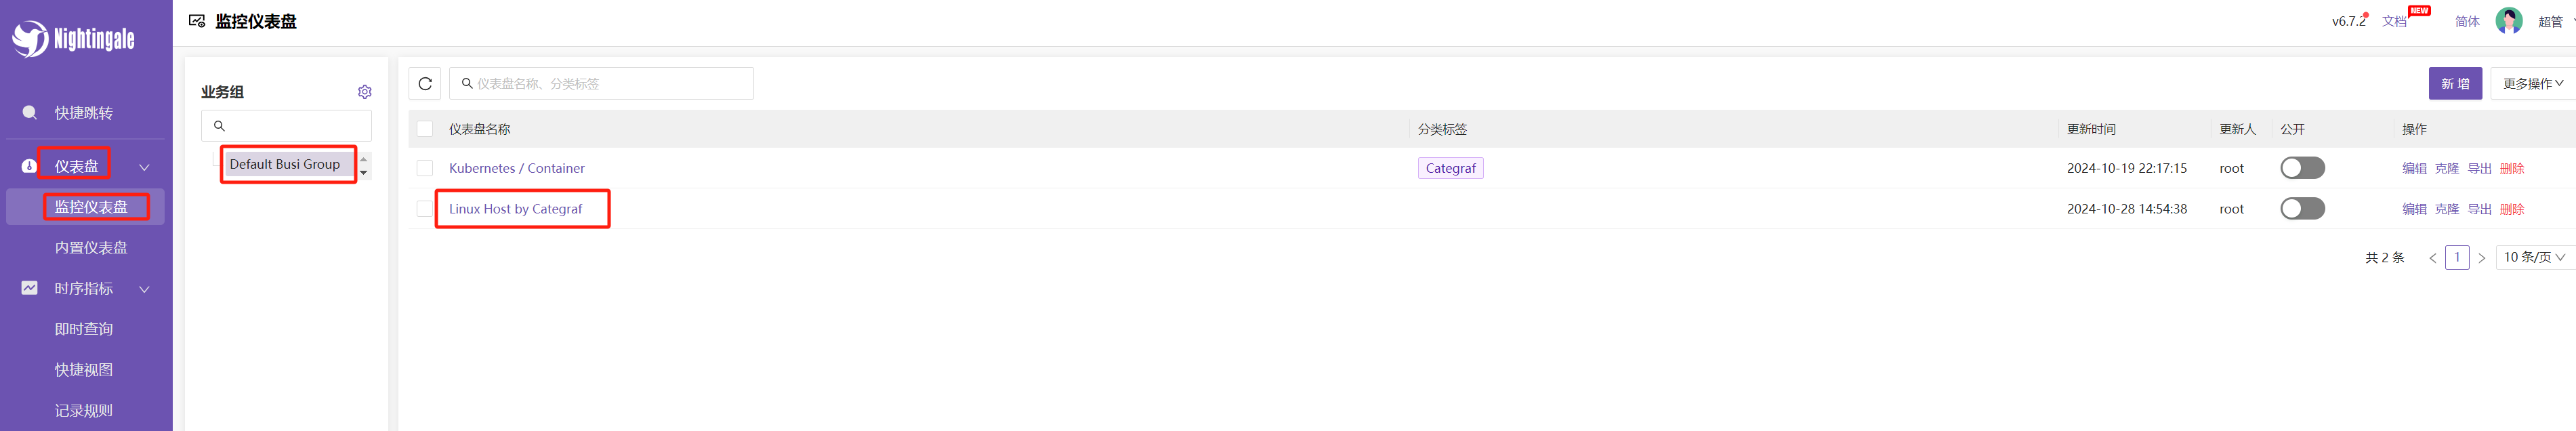 Nightingale
快捷跳转
仪表盘
监控仪表盘
内置仪表盘
时序指标
即时查询
快捷视图
记录规则
监控仪表盘
v6.7.2 文档 NEW 简体 超管
业务组
Default Busi Group
仪表盘名称、分类标签
新 增 更多操作
仪表盘名称 分类标签 更新时间 更新人 公开 操作
Kubernetes / Container Categraf 2024-10-19 22:17:15 root 编辑 克隆 导出 删除
Linux Host by Categraf 2024-10-28 14:54:38 root 编辑 克隆 导出 删除
共 2 条 < 1 > 10 条/页